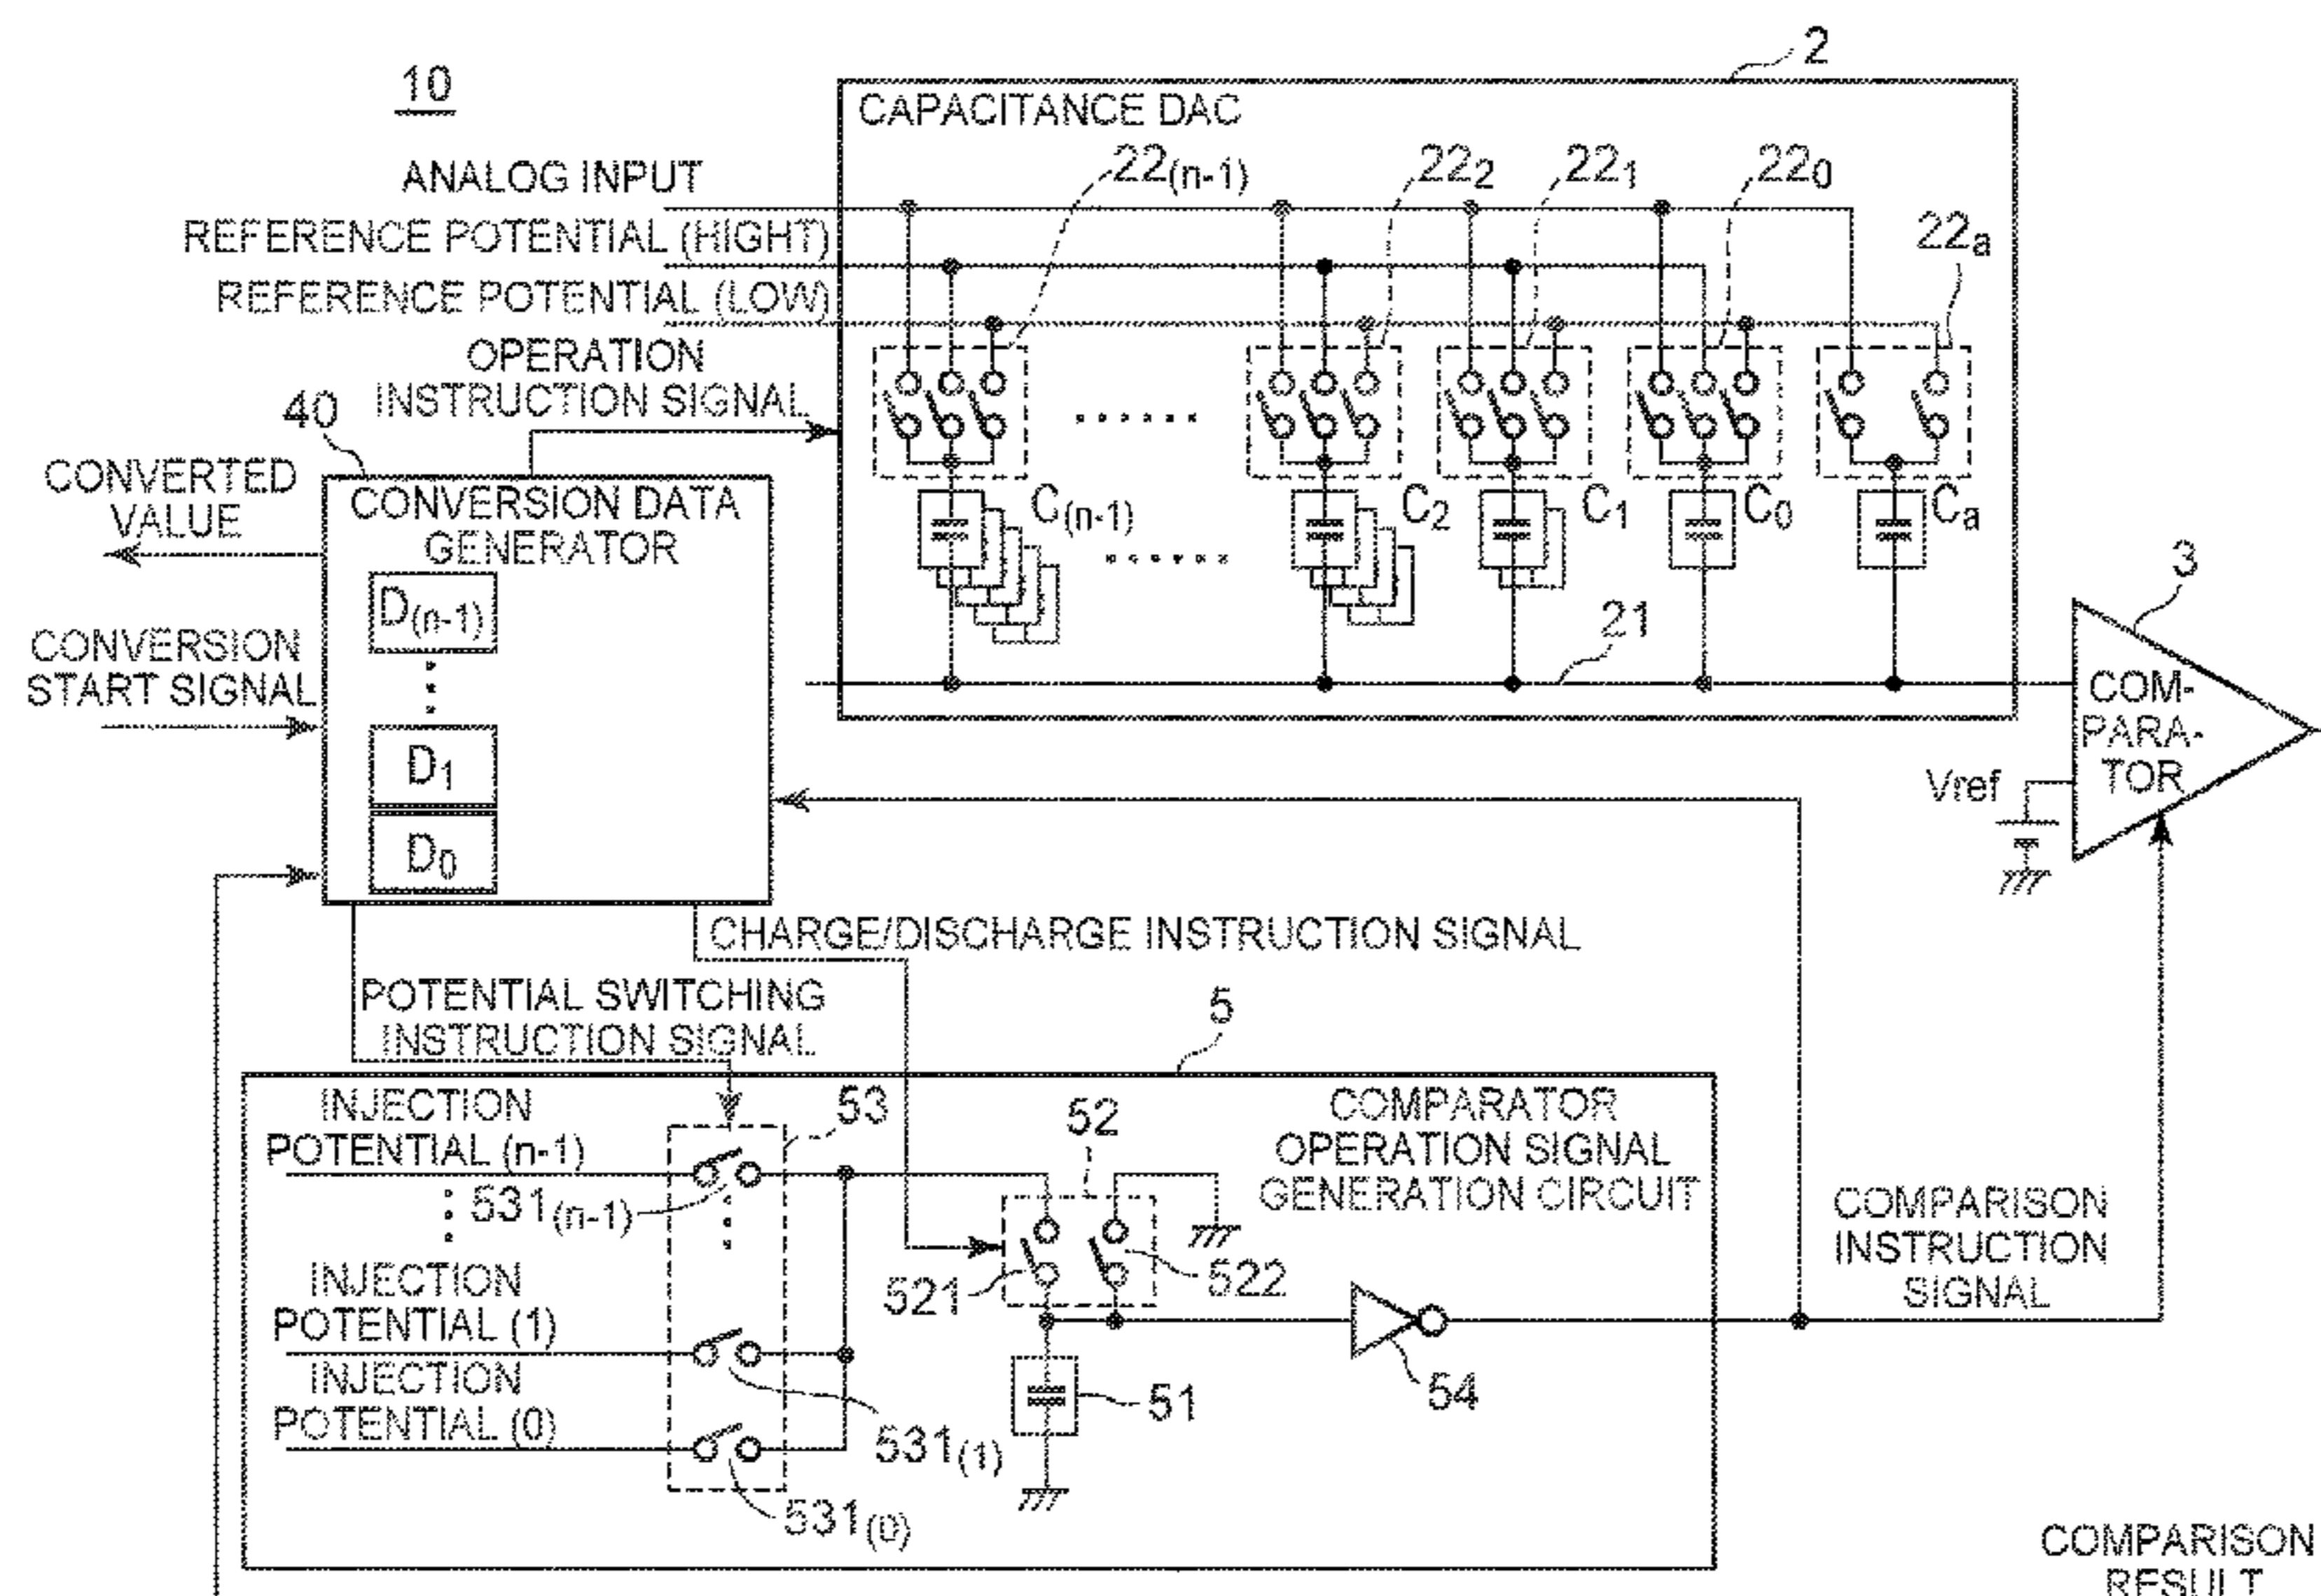 10
2
CAPACITANCE DAC
ANALOG INPUT
22(n-1)
22₂
22₁
22₀
REFERENCE POTENTIAL (HIGHT)
22a
REFERENCE POTENTIAL (LOW)
OPERATION
INSTRUCTION SIGNAL
40
......
CONVERTED
VALUE
CONVERSION DATA
GENERATOR
C(n-1)
......
C₂
C₁
C₀
Ca
D(n-1)
3
CONVERSION
START SIGNAL
21
COM-
PARA-
TOR
D₁
Vref
D₀
CHARGE/DISCHARGE INSTRUCTION SIGNAL
POTENTIAL SWITCHING
INSTRUCTION SIGNAL
5
INJECTION
POTENTIAL (n-1)
53
52
COMPARATOR
OPERATION SIGNAL
GENERATION CIRCUIT
531(n-1)
COMPARISON
INSTRUCTION
SIGNAL
INJECTION
POTENTIAL (1)
521
522
INJECTION
POTENTIAL (0)
51
54
531(1)
531(0)
COMPARISON
RESULT